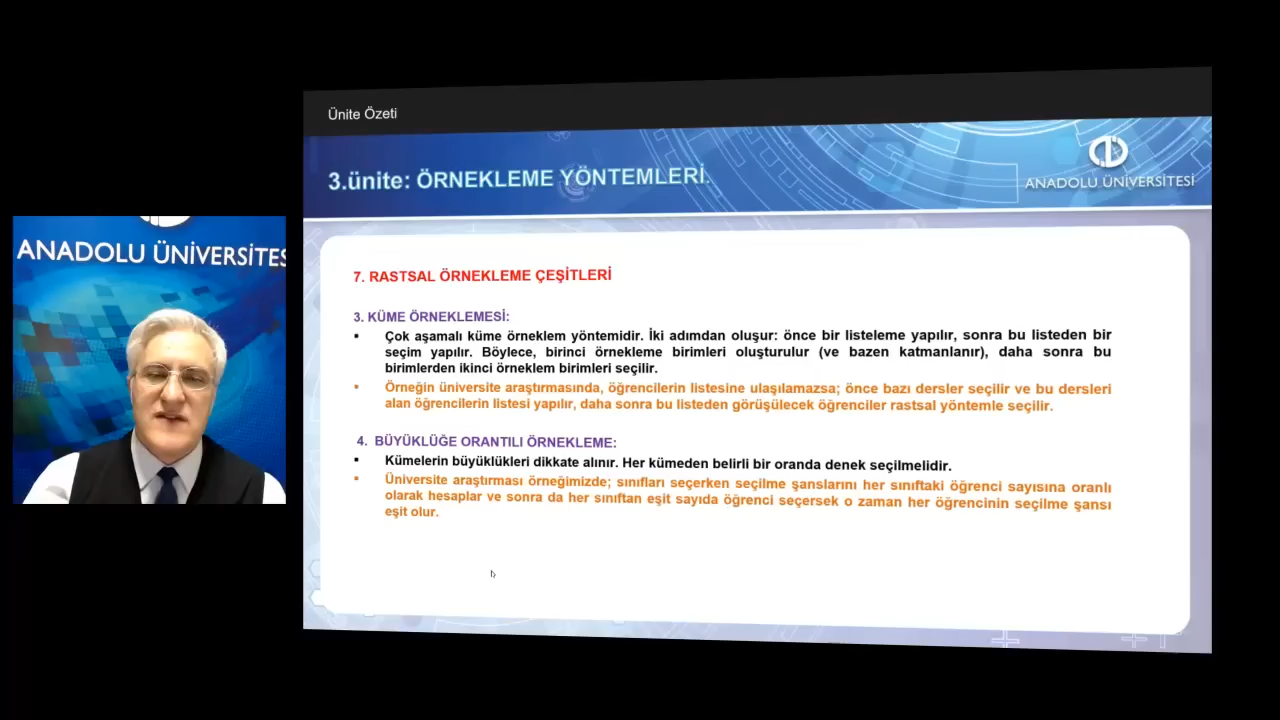 Ünite Özeti
3.ünite: ÖRNEKLEME YÖNTEMLERİ.
ANADOLU ÜNİVERSİTESİ
ANADOLU ÜNİVERSİTES
7. RASTSAL ÖRNEKLEME ÇEŞİTLERİ
3. KÜME ÖRNEKLEMESİ:
▪ Çok aşamalı küme örneklem yöntemidir. İki adımdan oluşur: önce bir listeleme yapılır, sonra bu listeden bir
seçim yapılır. Böylece, birinci örnekleme birimleri oluşturulur (ve bazen katmanlanır), daha sonra bu
birimlerden ikinci örneklem birimleri seçilir.
▪ Örneğin üniversite araştırmasında, öğrencilerin listesine ulaşılamazsa; önce bazı dersler seçilir ve bu dersleri
alan öğrencilerin listesi yapılır, daha sonra bu listeden görüşülecek öğrenciler rastsal yöntemle seçilir.
4. BÜYÜKLÜĞE ORANTILI ÖRNEKLEME:
▪ Kümelerin büyüklükleri dikkate alınır. Her kümeden belirli bir oranda denek seçilmelidir.
▪ Üniversite araştırması örneğimizde; sınıfları seçerken seçilme şanslarını her sınıftaki öğrenci sayısına oranlı
olarak hesaplar ve sonra da her sınıftan eşit sayıda öğrenci seçersek o zaman her öğrencinin seçilme şansı
eşit olur.